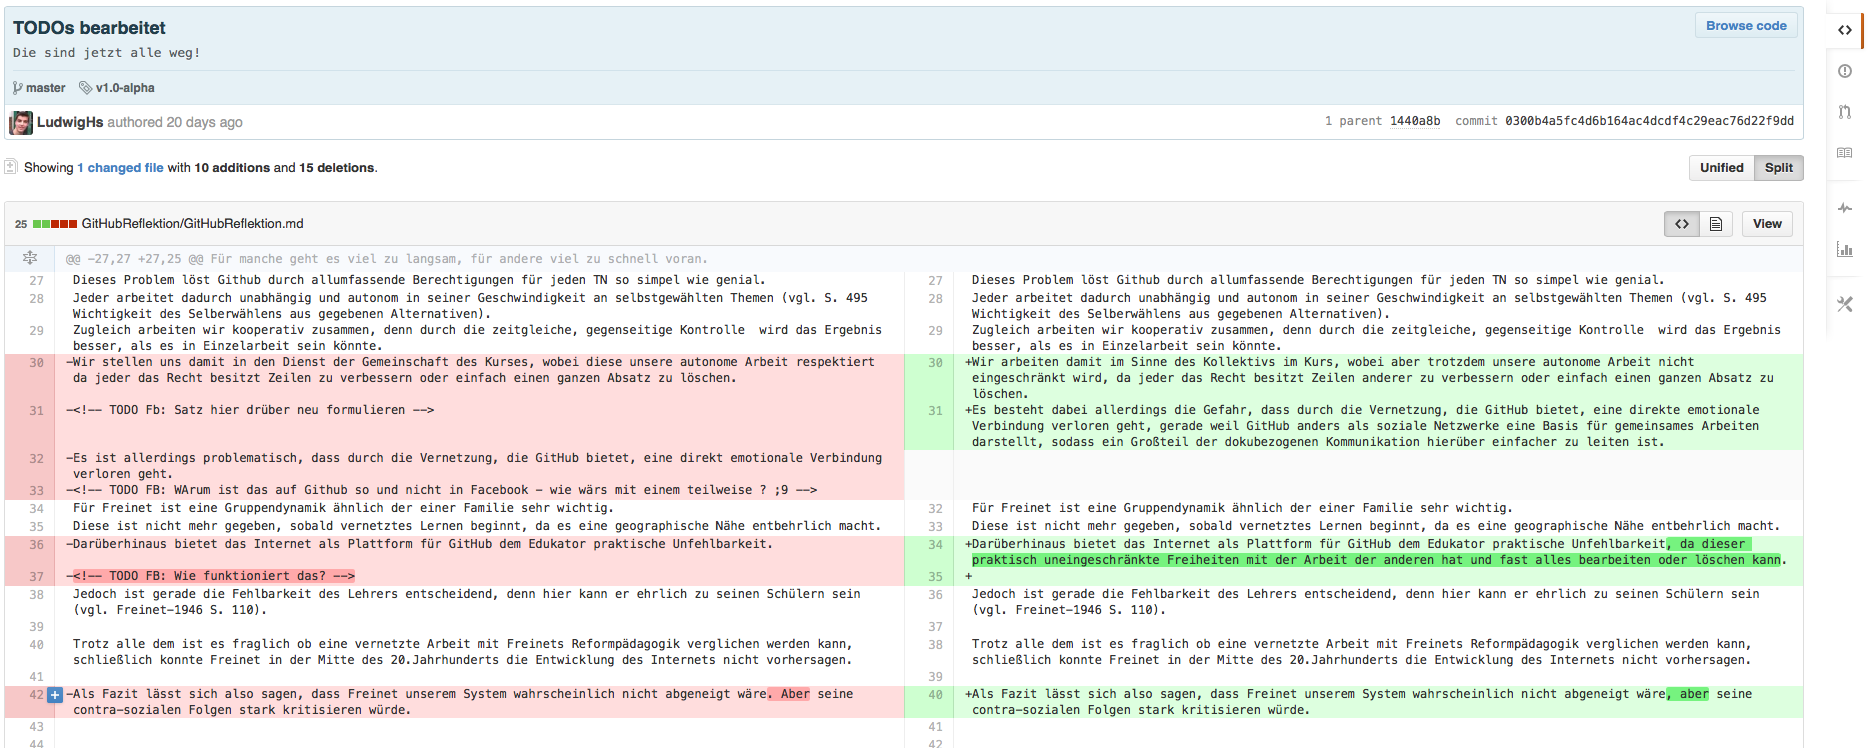 TODOs bearbeitet
Browse code
Die sind jetzt alle weg!
master v1.0-alpha
LudwigHs authored 20 days ago
1 parent 1440a8b commit 0300b4a5fc4d6b164ac4dcdf4c29eac76d22f9dd
Showing 1 changed file with 10 additions and 15 deletions.
Unified Split
25 GitHubReflektion/GitHubReflektion.md
View
@@ -27,27 +27,25 @@ Für manche geht es viel zu langsam, für andere viel zu schnell voran.
27 Dieses Problem löst Github durch allumfassende Berechtigungen für jeden TN so simpel wie genial.
28 Jeder arbeitet dadurch unabhängig und autonom in seiner Geschwindigkeit an selbstgewählten Themen (vgl. S. 495
Wichtigkeit des Selberwählens aus gegebenen Alternativen).
29 Zugleich arbeiten wir kooperativ zusammen, denn durch die zeitgleiche, gegenseitige Kontrolle  wird das Ergebnis
besser, als es in Einzelarbeit sein könnte.
30 -Wir stellen uns damit in den Dienst der Gemeinschaft des Kurses, wobei diese unsere autonome Arbeit respektiert
da jeder das Recht besitzt Zeilen zu verbessern oder einfach einen ganzen Absatz zu löschen.
31 -<!-- TODO Fb: Satz hier drüber neu formulieren -->
32 -Es ist allerdings problematisch, dass durch die Vernetzung, die GitHub bietet, eine direkt emotionale Verbindung
verloren geht.
33 -<!-- TODO FB: WArum ist das auf Github so und nicht in Facebook - wie wärs mit einem teilweise ? ;9 -->
34 Für Freinet ist eine Gruppendynamik ähnlich der einer Familie sehr wichtig.
35 Diese ist nicht mehr gegeben, sobald vernetztes Lernen beginnt, da es eine geographische Nähe entbehrlich macht.
36 -Darüberhinaus bietet das Internet als Plattform für GitHub dem Edukator praktische Unfehlbarkeit.
37 -<!-- TODO FB: Wie funktioniert das? -->
38 Jedoch ist gerade die Fehlbarkeit des Lehrers entscheidend, denn hier kann er ehrlich zu seinen Schülern sein
(vgl. Freinet-1946 S. 110).
39
40 Trotz alle dem ist es fraglich ob eine vernetzte Arbeit mit Freinets Reformpädagogik verglichen werden kann,
schließlich konnte Freinet in der Mitte des 20.Jahrhunderts die Entwicklung des Internets nicht vorhersagen.
41
42 + -Als Fazit lässt sich also sagen, dass Freinet unserem System wahrscheinlich nicht abgeneigt wäre. Aber seine
contra-sozialen Folgen stark kritisieren würde.
43
44
27 Dieses Problem löst Github durch allumfassende Berechtigungen für jeden TN so simpel wie genial.
28 Jeder arbeitet dadurch unabhängig und autonom in seiner Geschwindigkeit an selbstgewählten Themen (vgl. S. 495
Wichtigkeit des Selberwählens aus gegebenen Alternativen).
29 Zugleich arbeiten wir kooperativ zusammen, denn durch die zeitgleiche, gegenseitige Kontrolle  wird das Ergebnis
besser, als es in Einzelarbeit sein könnte.
30 +Wir arbeiten damit im Sinne des Kollektivs im Kurs, wobei aber trotzdem unsere autonome Arbeit nicht
eingeschränkt wird, da jeder das Recht besitzt Zeilen anderer zu verbessern oder einfach einen ganzen Absatz zu
löschen.
31 +Es besteht dabei allerdings die Gefahr, dass durch die Vernetzung, die GitHub bietet, eine direkte emotionale
Verbindung verloren geht, gerade weil GitHub anders als soziale Netzwerke eine Basis für gemeinsames Arbeiten
darstellt, sodass ein Großteil der dokubezogenen Kommunikation hierüber einfacher zu leiten ist.
32 Für Freinet ist eine Gruppendynamik ähnlich der einer Familie sehr wichtig.
33 Diese ist nicht mehr gegeben, sobald vernetztes Lernen beginnt, da es eine geographische Nähe entbehrlich macht.
34 +Darüberhinaus bietet das Internet als Plattform für GitHub dem Edukator praktische Unfehlbarkeit, da dieser
praktisch uneingeschränkte Freiheiten mit der Arbeit der anderen hat und fast alles bearbeiten oder löschen kann.
35 +
36 Jedoch ist gerade die Fehlbarkeit des Lehrers entscheidend, denn hier kann er ehrlich zu seinen Schülern sein
(vgl. Freinet-1946 S. 110).
37
38 Trotz alle dem ist es fraglich ob eine vernetzte Arbeit mit Freinets Reformpädagogik verglichen werden kann,
schließlich konnte Freinet in der Mitte des 20.Jahrhunderts die Entwicklung des Internets nicht vorhersagen.
39
40 +Als Fazit lässt sich also sagen, dass Freinet unserem System wahrscheinlich nicht abgeneigt wäre, aber seine
contra-sozialen Folgen stark kritisieren würde.
41
42